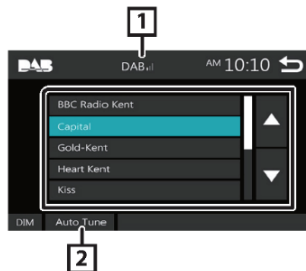 1
DAB DAB AM 10:10
BBC Radio Kent
Capital
Gold-Kent
Heart Kent
Kiss
DIM Auto Tune
2